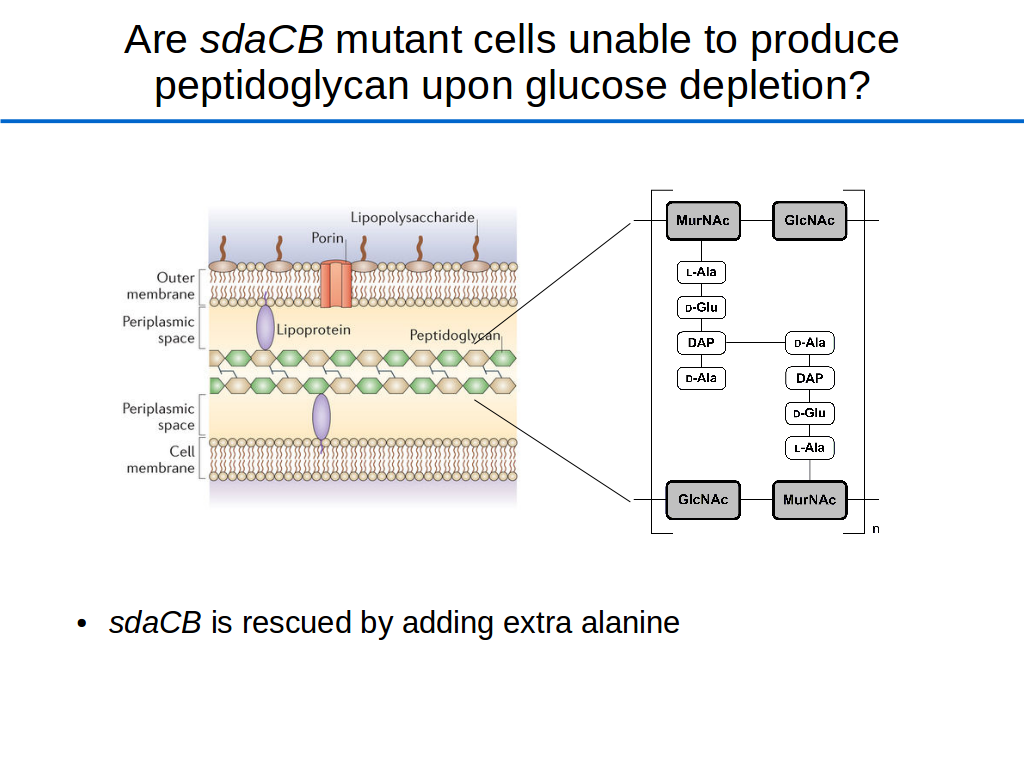 Are sdaCB mutant cells unable to produce
peptidoglycan upon glucose depletion?
Lipopolysaccharide
Porin
Outer
membrane
Periplasmic
space
Lipoprotein
Peptidoglycan
Periplasmic
space
Cell
membrane
MurNAc
GlcNAc
L-Ala
D-Glu
DAP
D-Ala
D-Ala
DAP
D-Glu
L-Ala
GlcNAc
MurNAc
n
• sdaCB is rescued by adding extra alanine